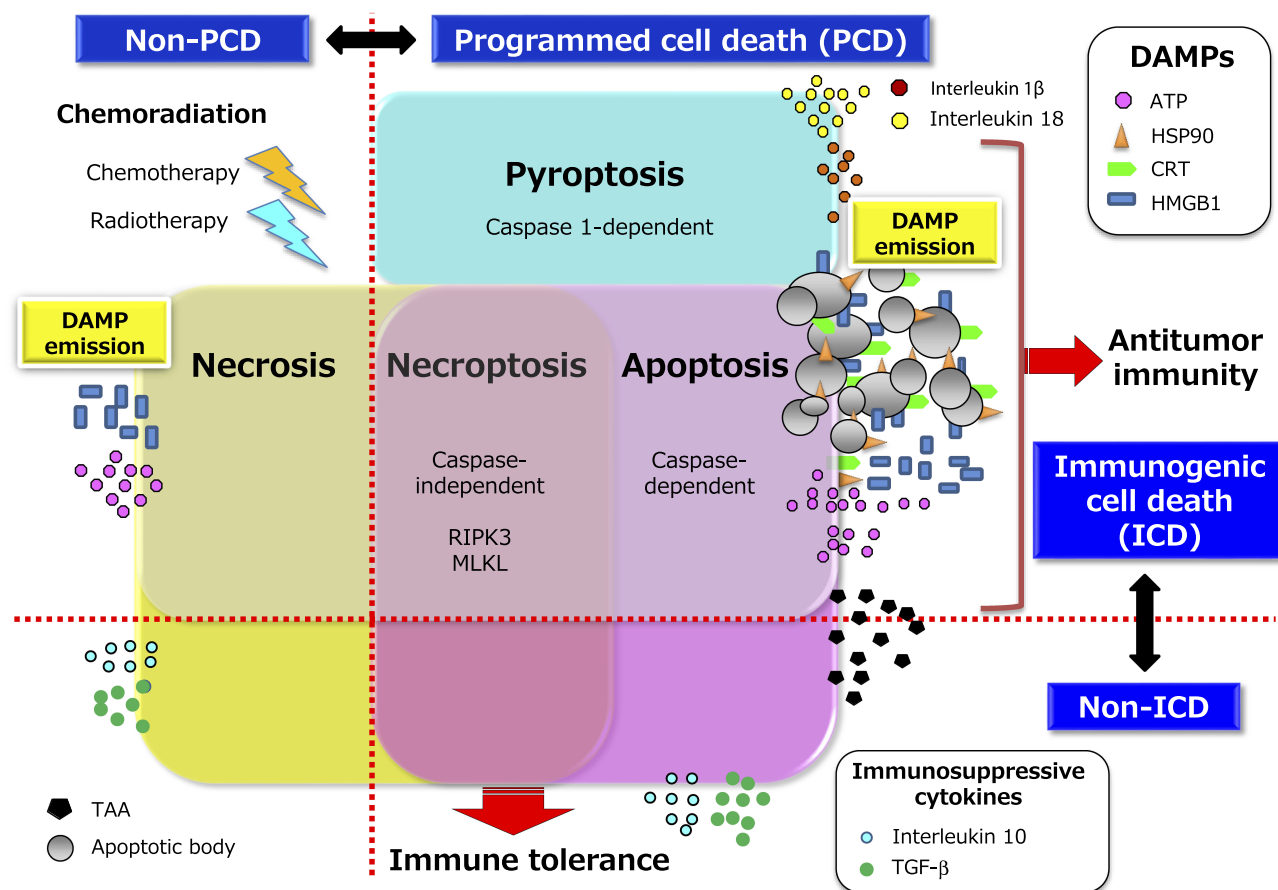 Non-PCD
Programmed cell death (PCD)
DAMPs
ATP
HSP90
CRT
HMGB1
Interleukin 1β
Interleukin 18
Chemoradiation
Chemotherapy
Radiotherapy
Pyroptosis
Caspase 1-dependent
DAMP
emission
DAMP
emission
Necrosis
Necroptosis
Apoptosis
Antitumor
immunity
Caspase-
independent
RIPK3
MLKL
Caspase-
dependent
Immunogenic
cell death
(ICD)
Non-ICD
TAA
Apoptotic body
Immune tolerance
Immunosuppressive
cytokines
Interleukin 10
TGF-β